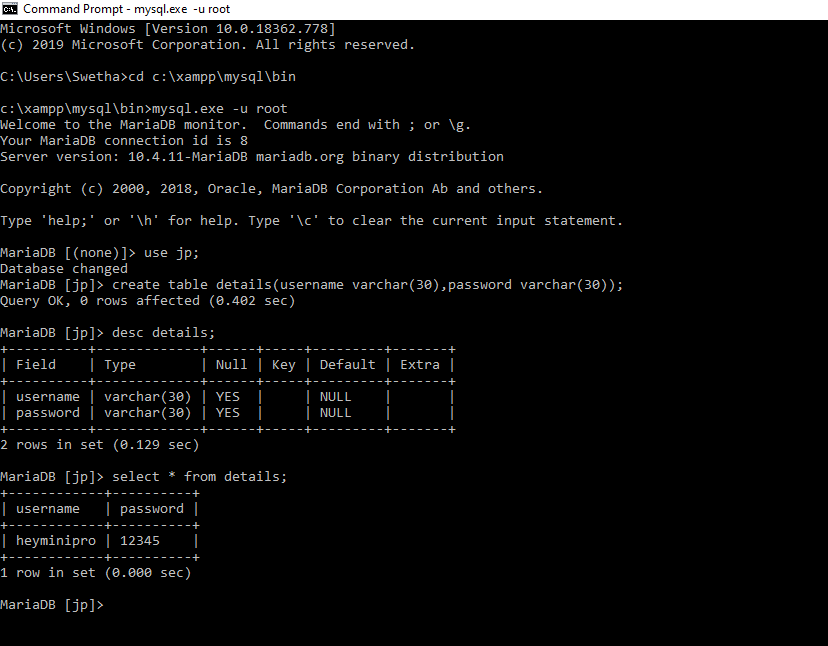 Command Prompt - mysql.exe -u root
Microsoft Windows [Version 10.0.18362.778]
(c) 2019 Microsoft Corporation. All rights reserved.
C:\Users\Swetha>cd c:\xampp\mysql\bin
c:\xampp\mysql\bin>mysql.exe -u root
Welcome to the MariaDB monitor.  Commands end with ; or \g.
Your MariaDB connection id is 8
Server version: 10.4.11-MariaDB mariadb.org binary distribution
Copyright (c) 2000, 2018, Oracle, MariaDB Corporation Ab and others.
Type 'help;' or '\h' for help. Type '\c' to clear the current input statement.
MariaDB [(none)]> use jp;
Database changed
MariaDB [jp]> create table details(username varchar(30),password varchar(30));
Query OK, 0 rows affected (0.402 sec)
MariaDB [jp]> desc details;
+----------+-------------+------+-----+---------+-------+
| Field    | Type        | Null | Key | Default | Extra |
+----------+-------------+------+-----+---------+-------+
| username | varchar(30) | YES  |     | NULL    |       |
| password | varchar(30) | YES  |     | NULL    |       |
+----------+-------------+------+-----+---------+-------+
2 rows in set (0.129 sec)
MariaDB [jp]> select * from details;
+------------+----------+
| username   | password |
+------------+----------+
| heyminipro | 12345    |
+------------+----------+
1 row in set (0.000 sec)
MariaDB [jp]>